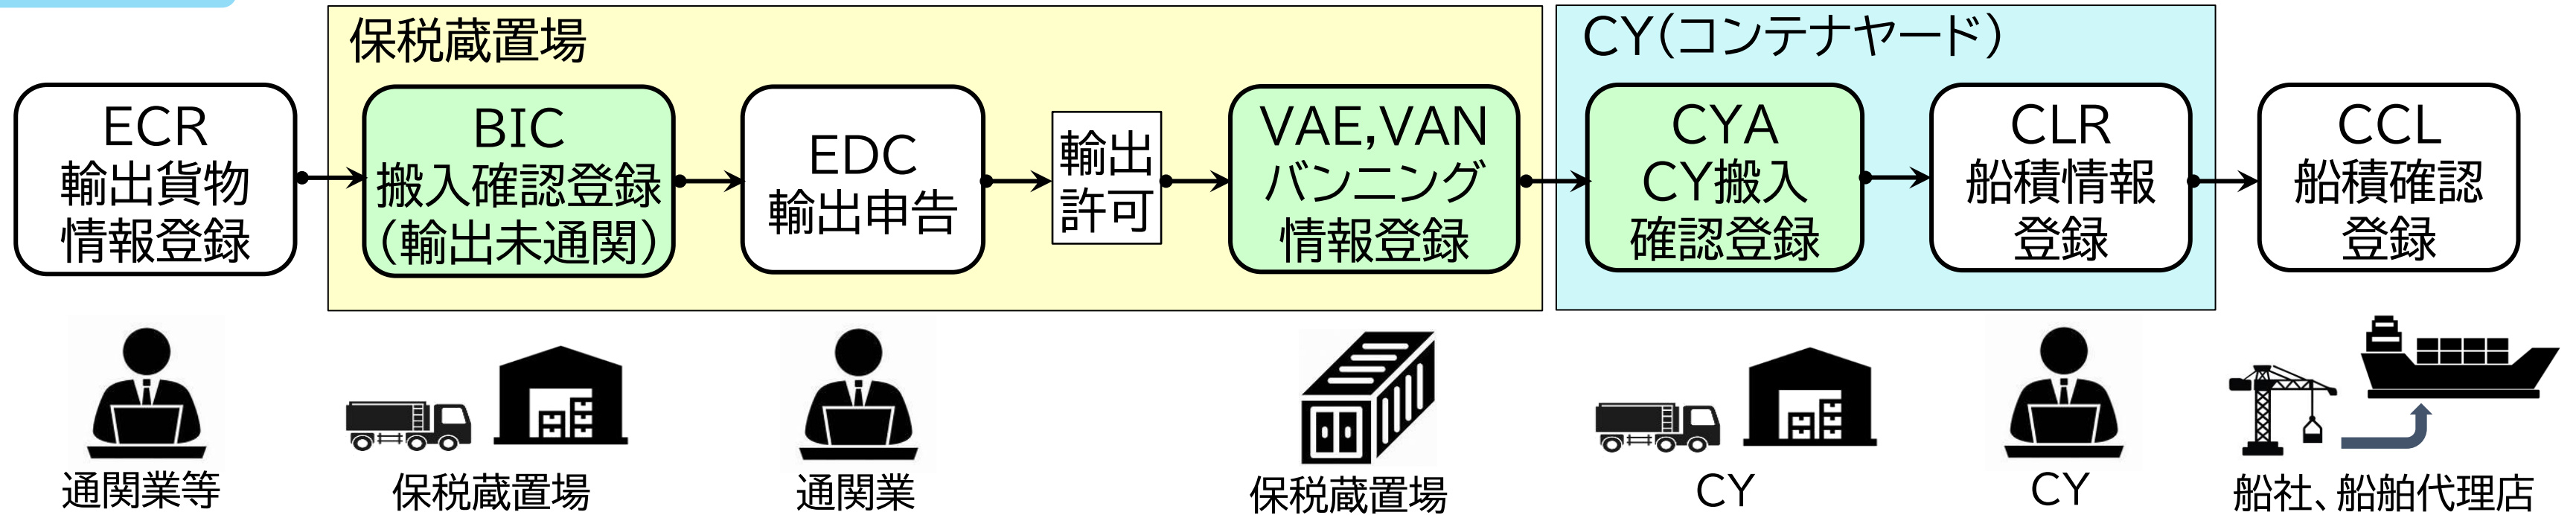 保税蔵置場
CY(コンテナヤード)
ECR
輸出貨物
情報登録
BIC
搬入確認登録
(輸出未通関)
EDC
輸出申告
輸出
許可
VAE,VAN
バンニング
情報登録
CYA
CY搬入
確認登録
CLR
船積情報
登録
CCL
船積確認
登録
通関業等
保税蔵置場
通関業
保税蔵置場
CY
CY
船社、船舶代理店